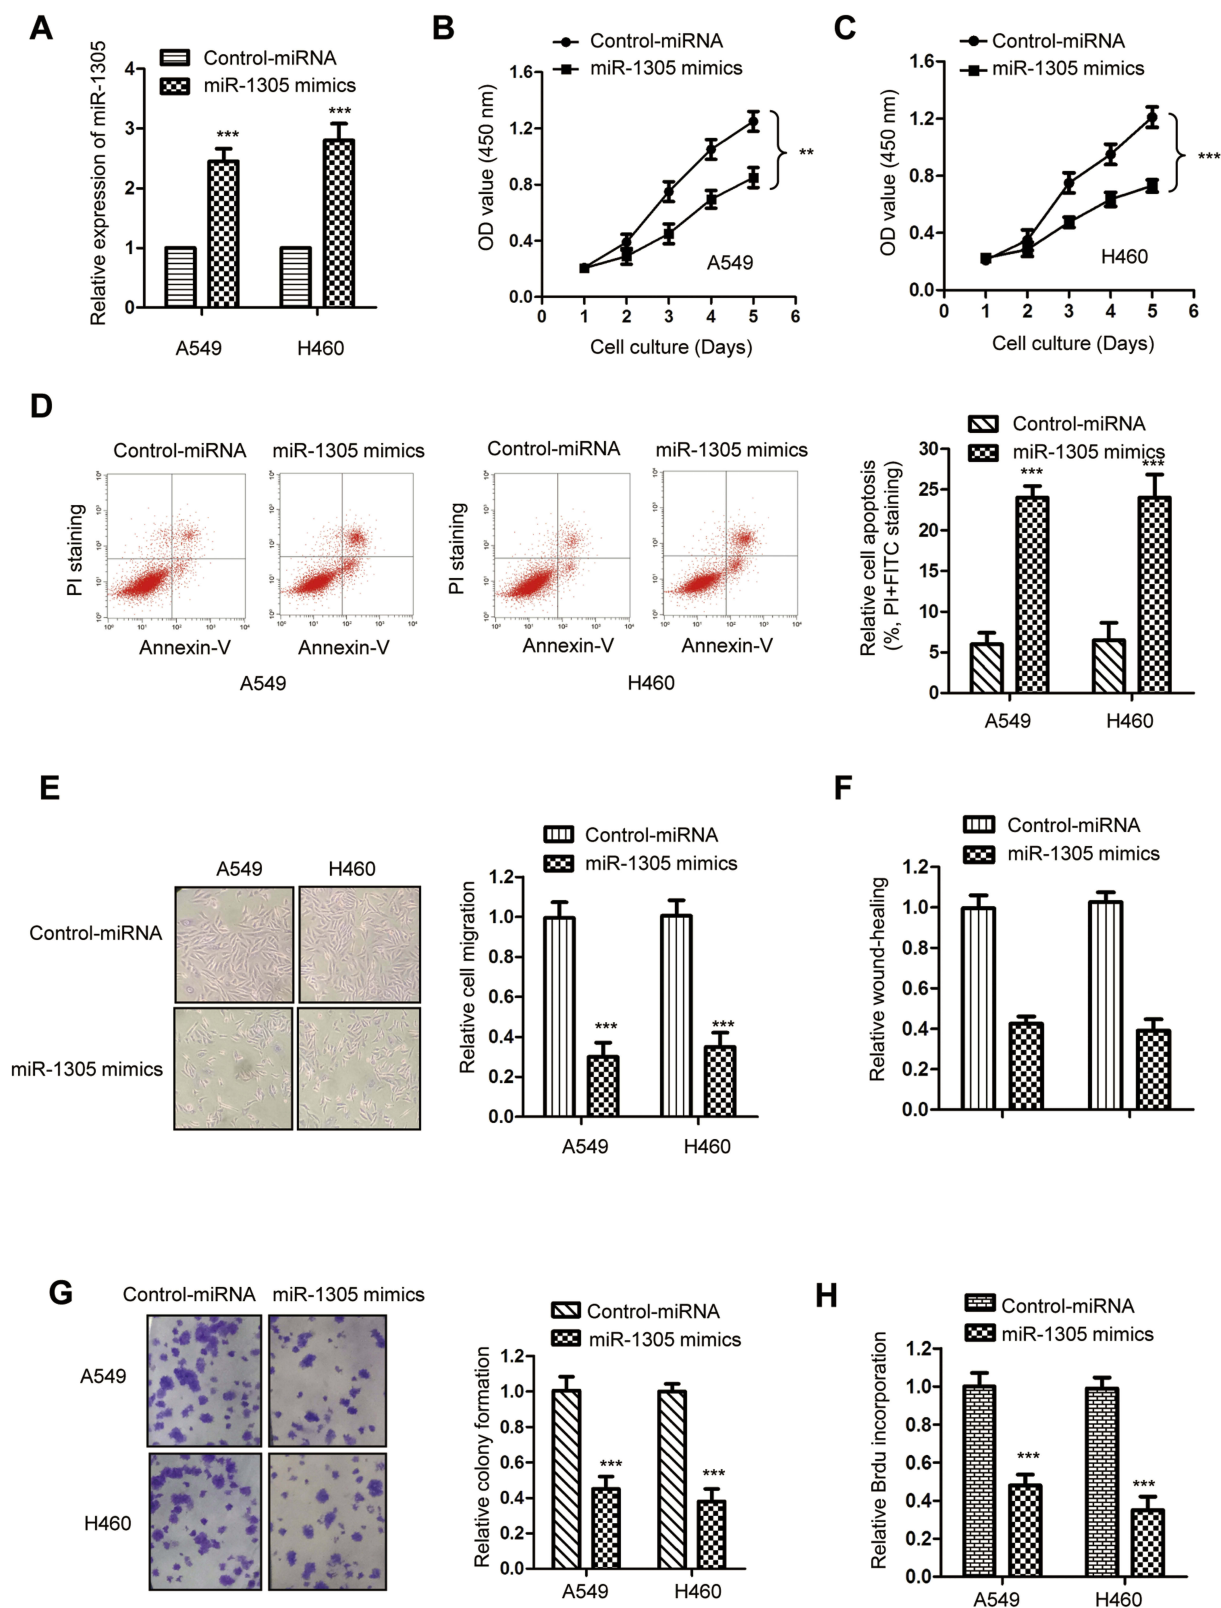 A
Control-miRNA
miR-1305 mimics
Relative expression of miR-1305
4
3
2
1
0
***
***
A549
H460
B
Control-miRNA
miR-1305 mimics
OD value (450 nm)
1.6
1.2
0.8
0.4
0.0
**
A549
0 1 2 3 4 5 6
Cell culture (Days)
C
Control-miRNA
miR-1305 mimics
OD value (450 nm)
1.6
1.2
0.8
0.4
0.0
***
H460
0 1 2 3 4 5 6
Cell culture (Days)
D
Control-miRNA
miR-1305 mimics
PI staining
Annexin-V
Annexin-V
A549
Control-miRNA
miR-1305 mimics
PI staining
Annexin-V
Annexin-V
H460
Control-miRNA
miR-1305 mimics
Relative cell apoptosis
(%, PI+FITC staining)
30
25
20
15
10
5
0
***
***
A549
H460
E
A549
H460
Control-miRNA
miR-1305 mimics
Control-miRNA
miR-1305 mimics
Relative cell migration
1.2
1.0
0.8
0.6
0.4
0.2
0.0
***
***
A549
H460
F
Control-miRNA
miR-1305 mimics
Relative wound-healing
1.2
1.0
0.8
0.6
0.4
0.2
0.0
G
Control-miRNA
miR-1305 mimics
A549
H460
Control-miRNA
miR-1305 mimics
Relative colony formation
1.2
1.0
0.8
0.6
0.4
0.2
0.0
***
***
A549
H460
H
Control-miRNA
miR-1305 mimics
Relative Brdu incorporation
1.2
1.0
0.8
0.6
0.4
0.2
0.0
***
***
A549
H460